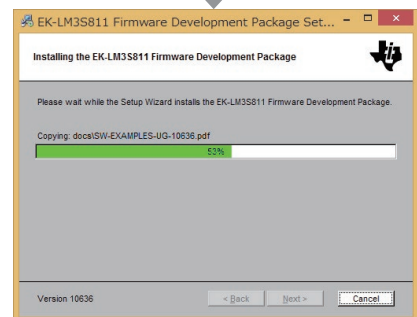 EK-LM3S811 Firmware Development Package Set...
Installing the EK-LM3S811 Firmware Development Package
Please wait while the Setup Wizard installs the EK-LM3S811 Firmware Development Package.
Copying: docs\SW-EXAMPLES-UG-10636.pdf
53%
Version 10636
< Back
Next >
Cancel